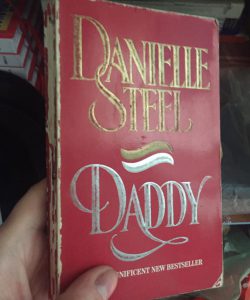 DANIELLE
STEEL
DADDY
NIFICENT NEW BESTSELLER